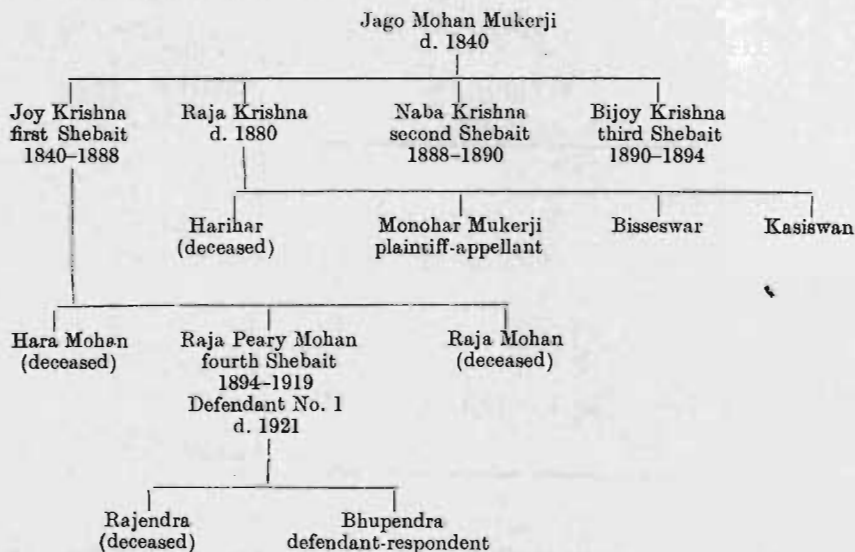 Jago Mohan Mukerji
d. 1840
Joy Krishna
first Shebait
1840–1888
Raja Krishna
d. 1880
Naba Krishna
second Shebait
1888–1890
Bijoy Krishna
third Shebait
1890–1894
Harihar
(deceased)
Monohar Mukerji
plaintiff-appellant
Bisseswar
Kasiswan
Hara Mohan
(deceased)
Raja Peary Mohan
fourth Shebait
1894–1919
Defendant No. 1
d. 1921
Raja Mohan
(deceased)
Rajendra
(deceased)
Bhupendra
defendant-respondent